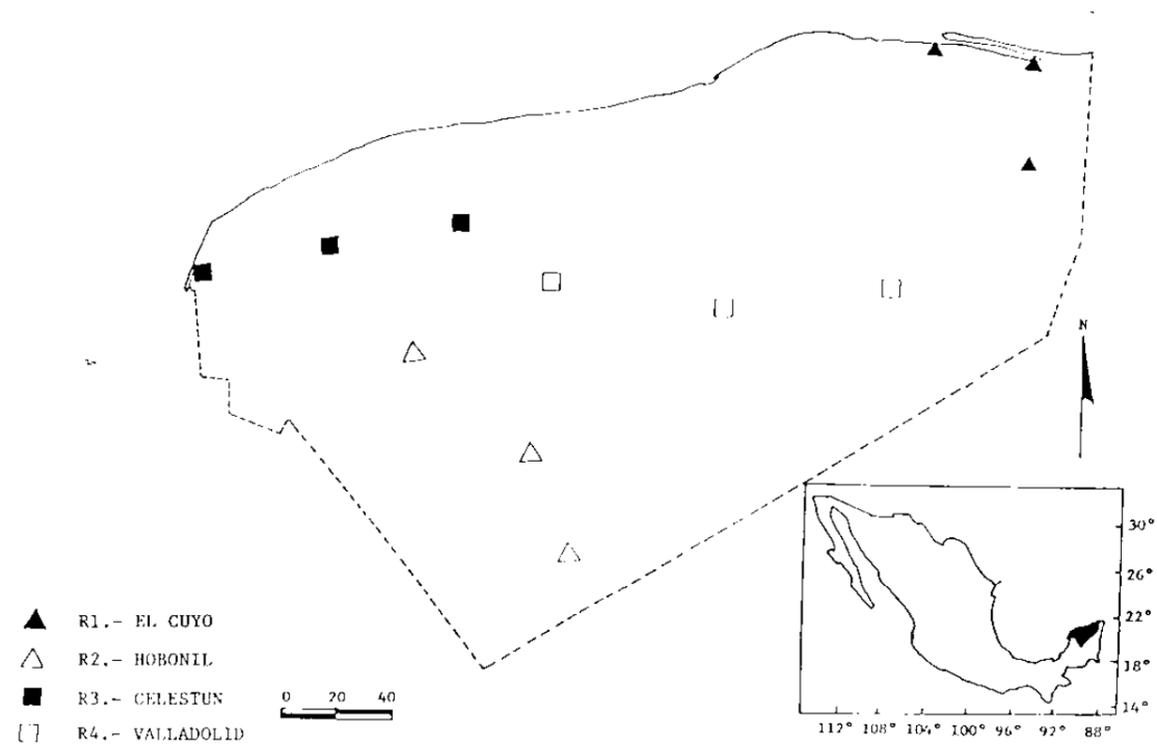 N
R1.- EL CUYO
R2.- HOBONIL
R3.- CELESTUN
R4.- VALLADOLID
0 20 40
30°
26°
22°
18°
14°
112° 108° 104° 100° 96° 92° 88°